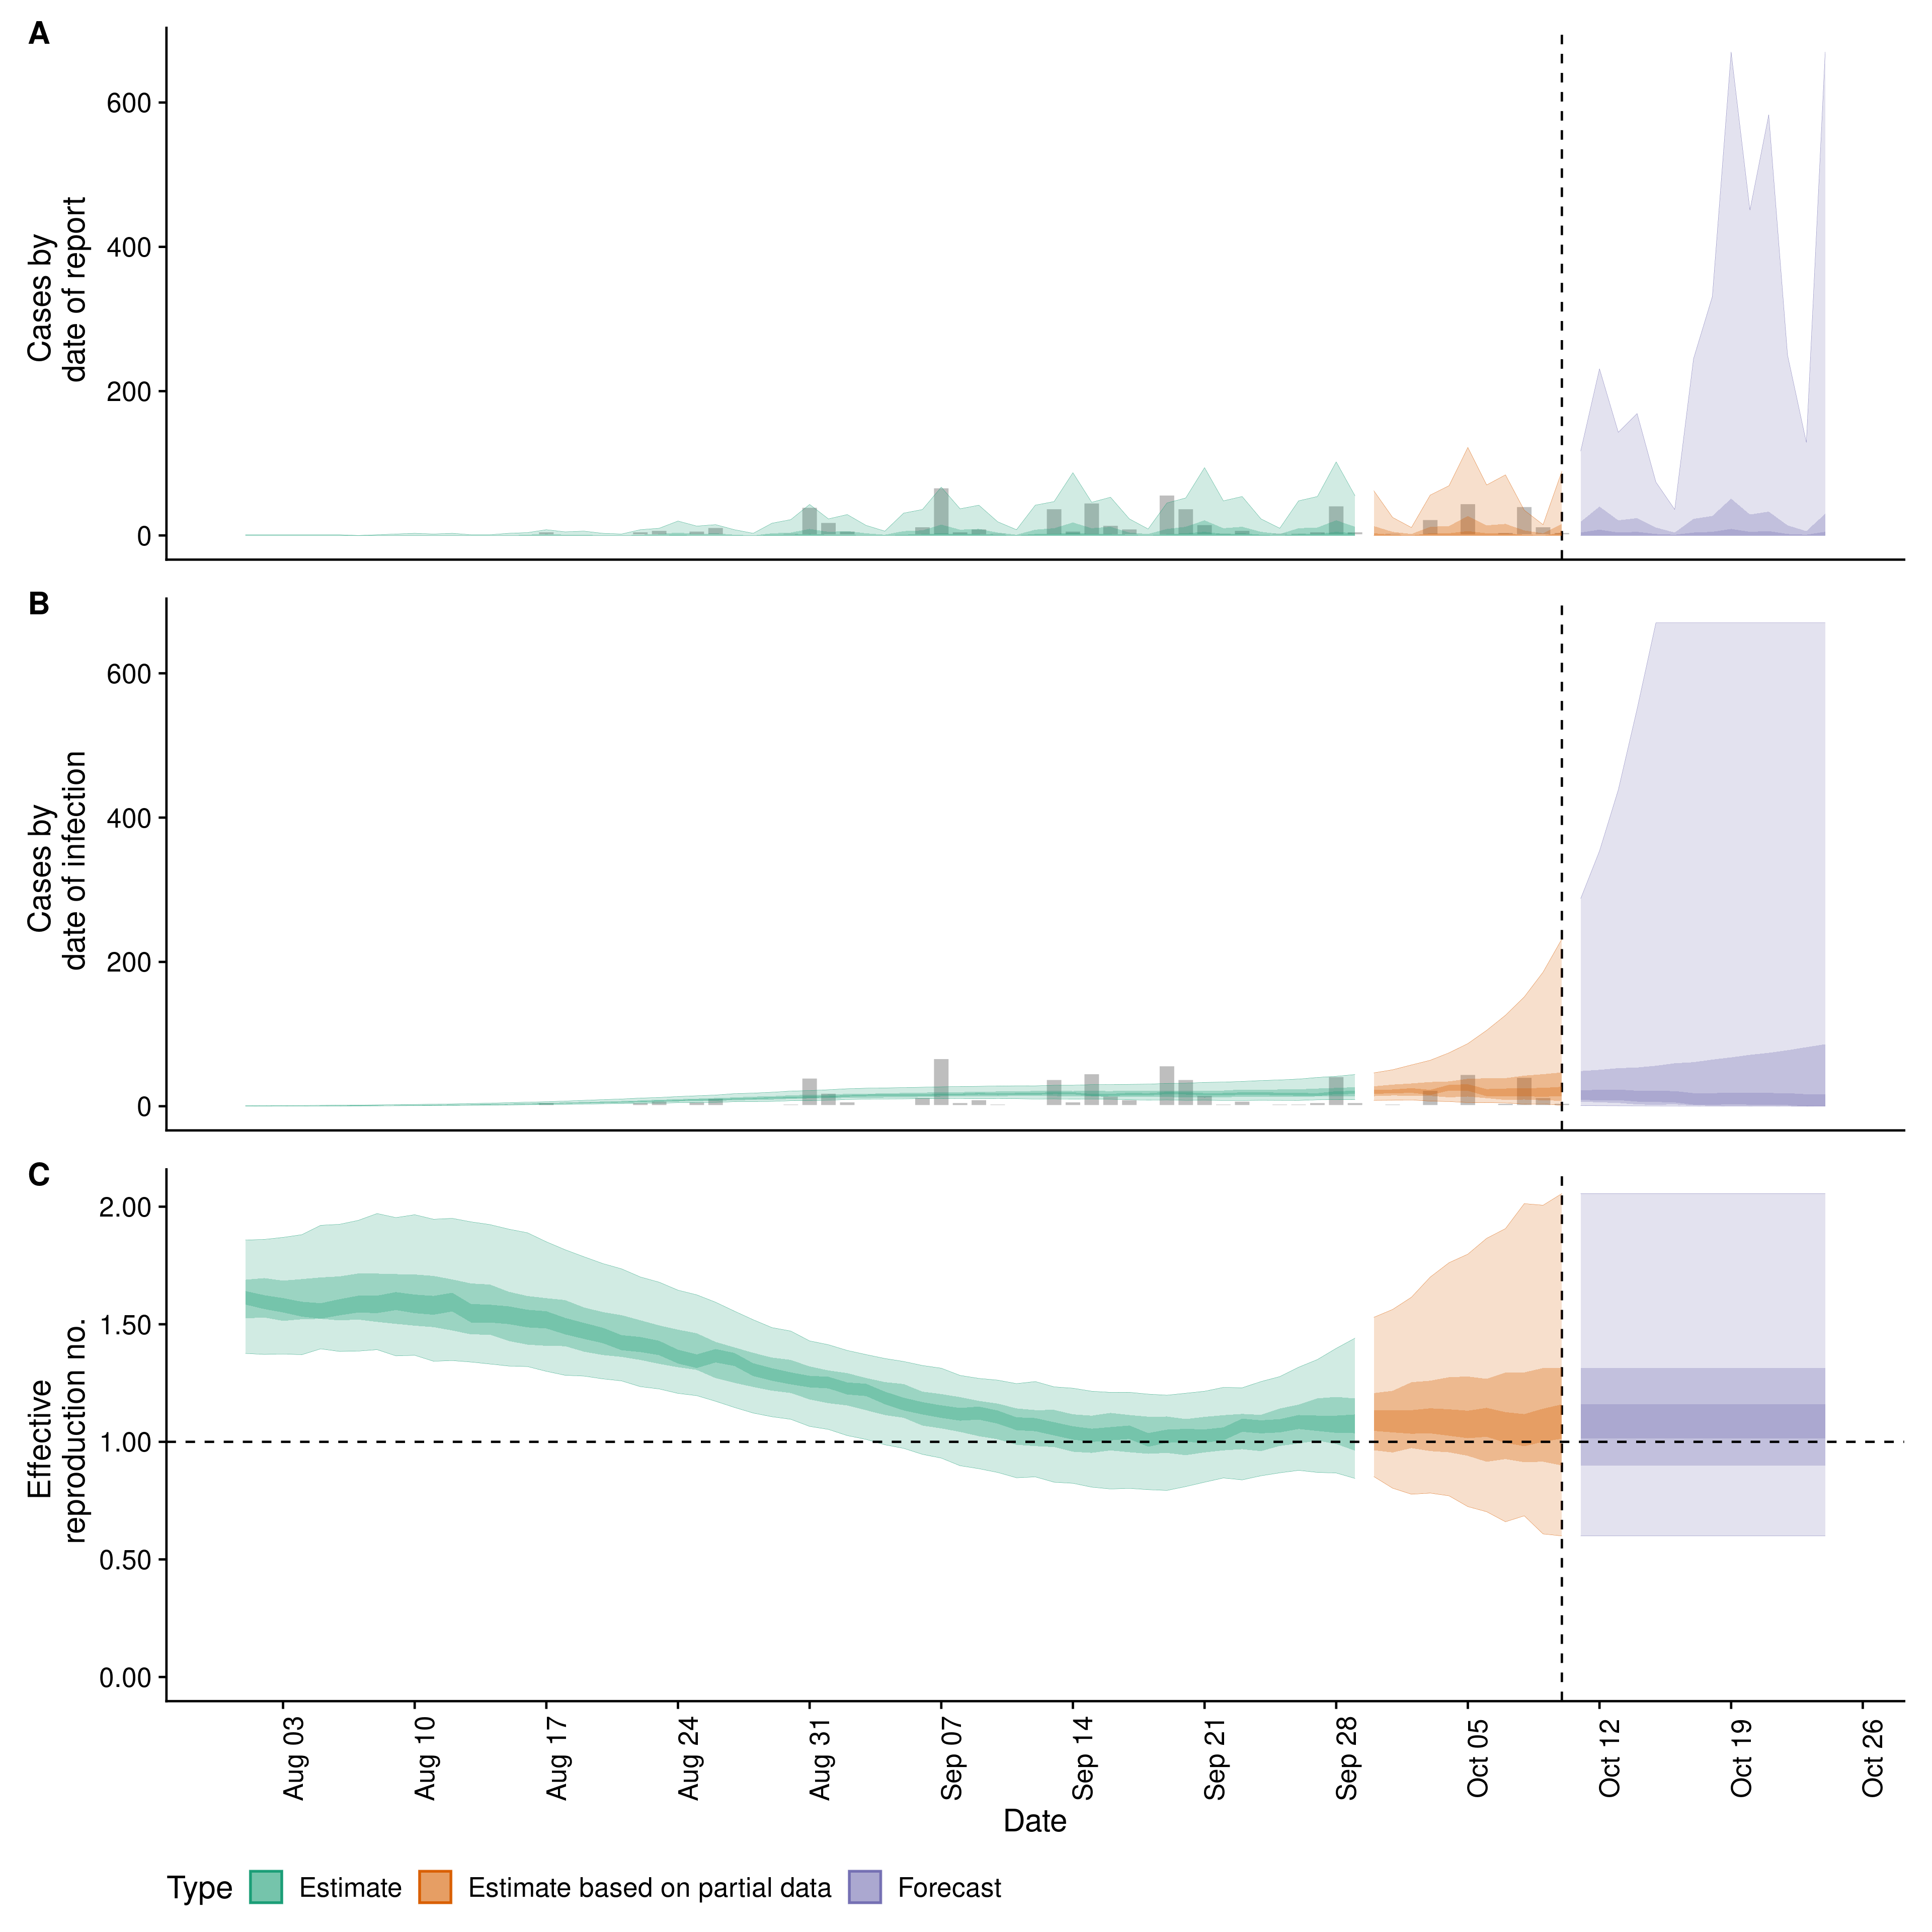 A
Cases by
date of report
600
400
200
0
B
Cases by
date of infection
600
400
200
0
C
Effective
reproduction no.
2.00
1.50
1.00
0.50
0.00
Aug 03
Aug 10
Aug 17
Aug 24
Aug 31
Sep 07
Sep 14
Sep 21
Sep 28
Oct 05
Oct 12
Oct 19
Oct 26
Date
Type Estimate Estimate based on partial data Forecast